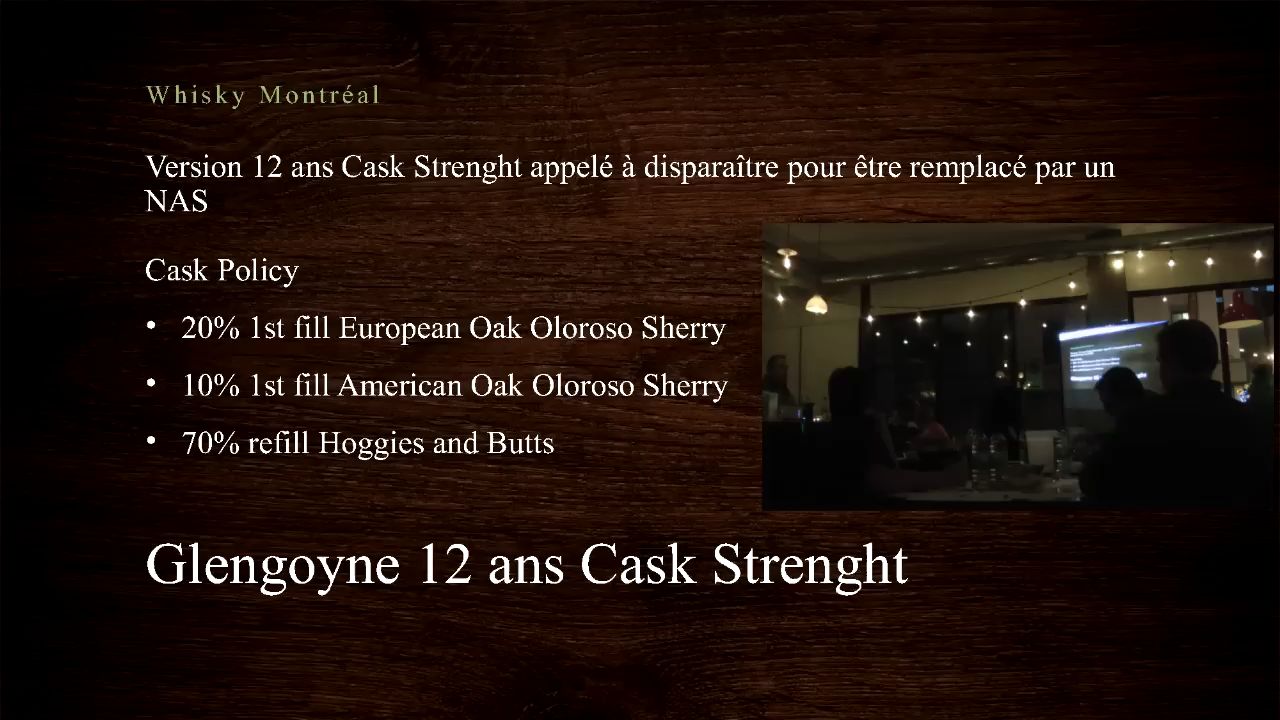 Whisky Montréal
Version 12 ans Cask Strenght appelé à disparaître pour être remplacé par un
NAS
Cask Policy
• 20% 1st fill European Oak Oloroso Sherry
• 10% 1st fill American Oak Oloroso Sherry
• 70% refill Hoggies and Butts
Glengoyne 12 ans Cask Strenght